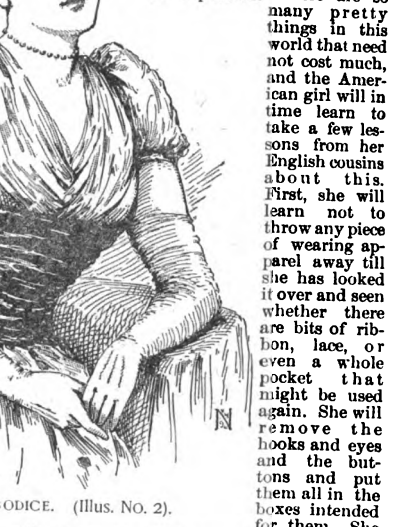 many pretty
things in this
world that need
not cost much,
and the Amer-
ican girl will in
time learn to
take a few les-
sons from her
English cousins
about this.
First, she will
learn not to
throw any piece
of wearing ap-
parel away till
she has looked
it over and seen
whether there
are bits of rib-
bon, lace, or
even a whole
pocket that
might be used
again. She will
remove the
hooks and eyes
and the but-
tons and put
them all in the
boxes intended
for them. She
ODICE. (Illus. No. 2).